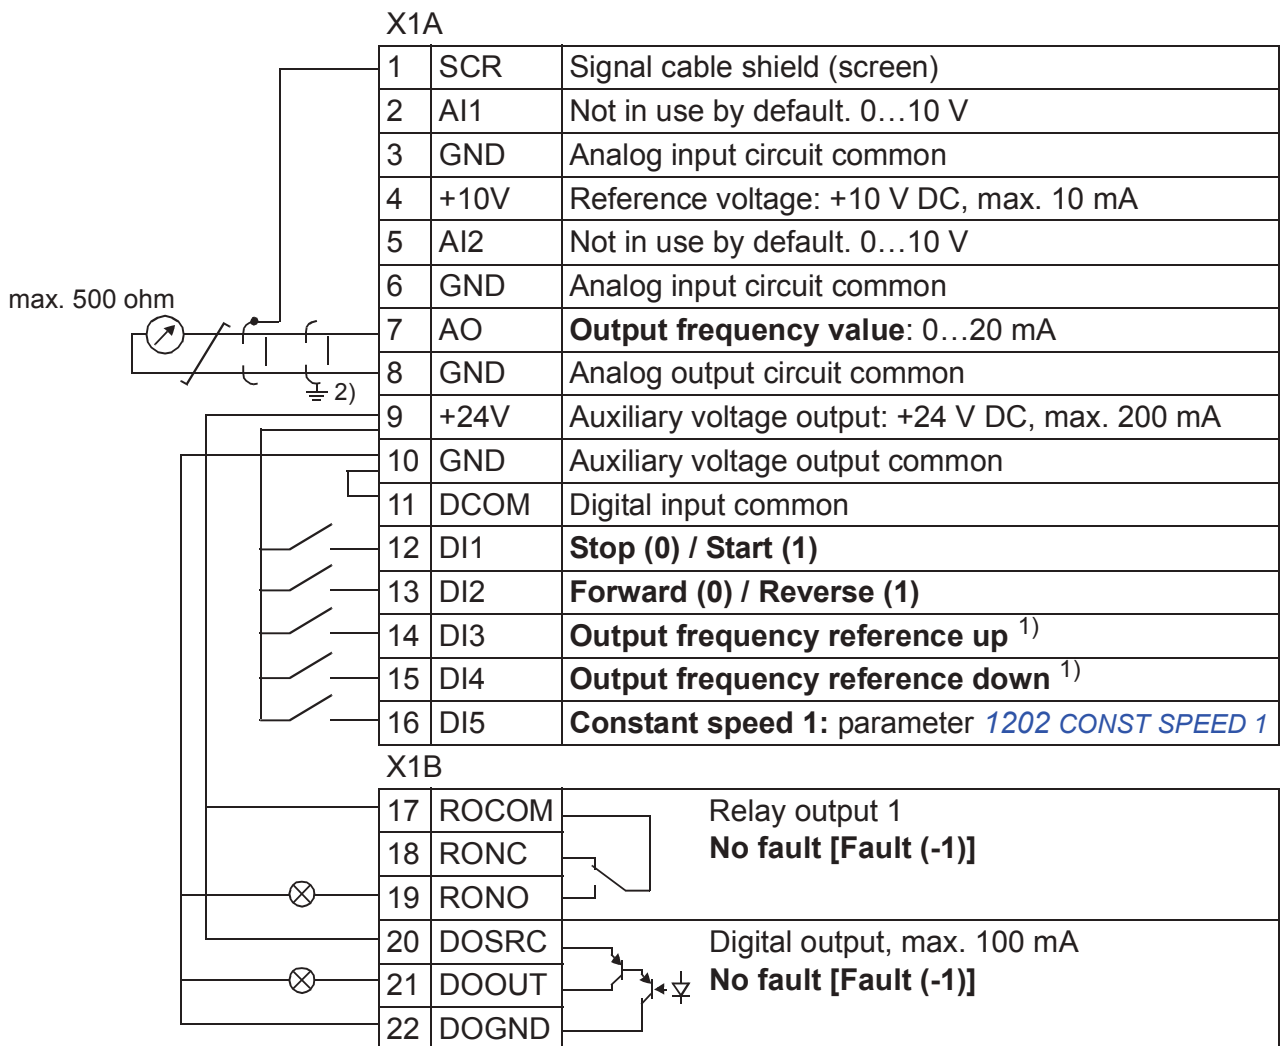 X1A
1 SCR Signal cable shield (screen)
2 AI1 Not in use by default. 0…10 V
3 GND Analog input circuit common
4 +10V Reference voltage: +10 V DC, max. 10 mA
5 AI2 Not in use by default. 0…10 V
6 GND Analog input circuit common
max. 500 ohm
7 AO Output frequency value: 0…20 mA
8 GND Analog output circuit common
2)
9 +24V Auxiliary voltage output: +24 V DC, max. 200 mA
10 GND Auxiliary voltage output common
11 DCOM Digital input common
12 DI1 Stop (0) / Start (1)
13 DI2 Forward (0) / Reverse (1)
14 DI3 Output frequency reference up 1)
15 DI4 Output frequency reference down 1)
16 DI5 Constant speed 1: parameter 1202 CONST SPEED 1
X1B
17 ROCOM Relay output 1
18 RONC No fault [Fault (-1)]
19 RONO
20 DOSRC Digital output, max. 100 mA
21 DOOUT No fault [Fault (-1)]
22 DOGND